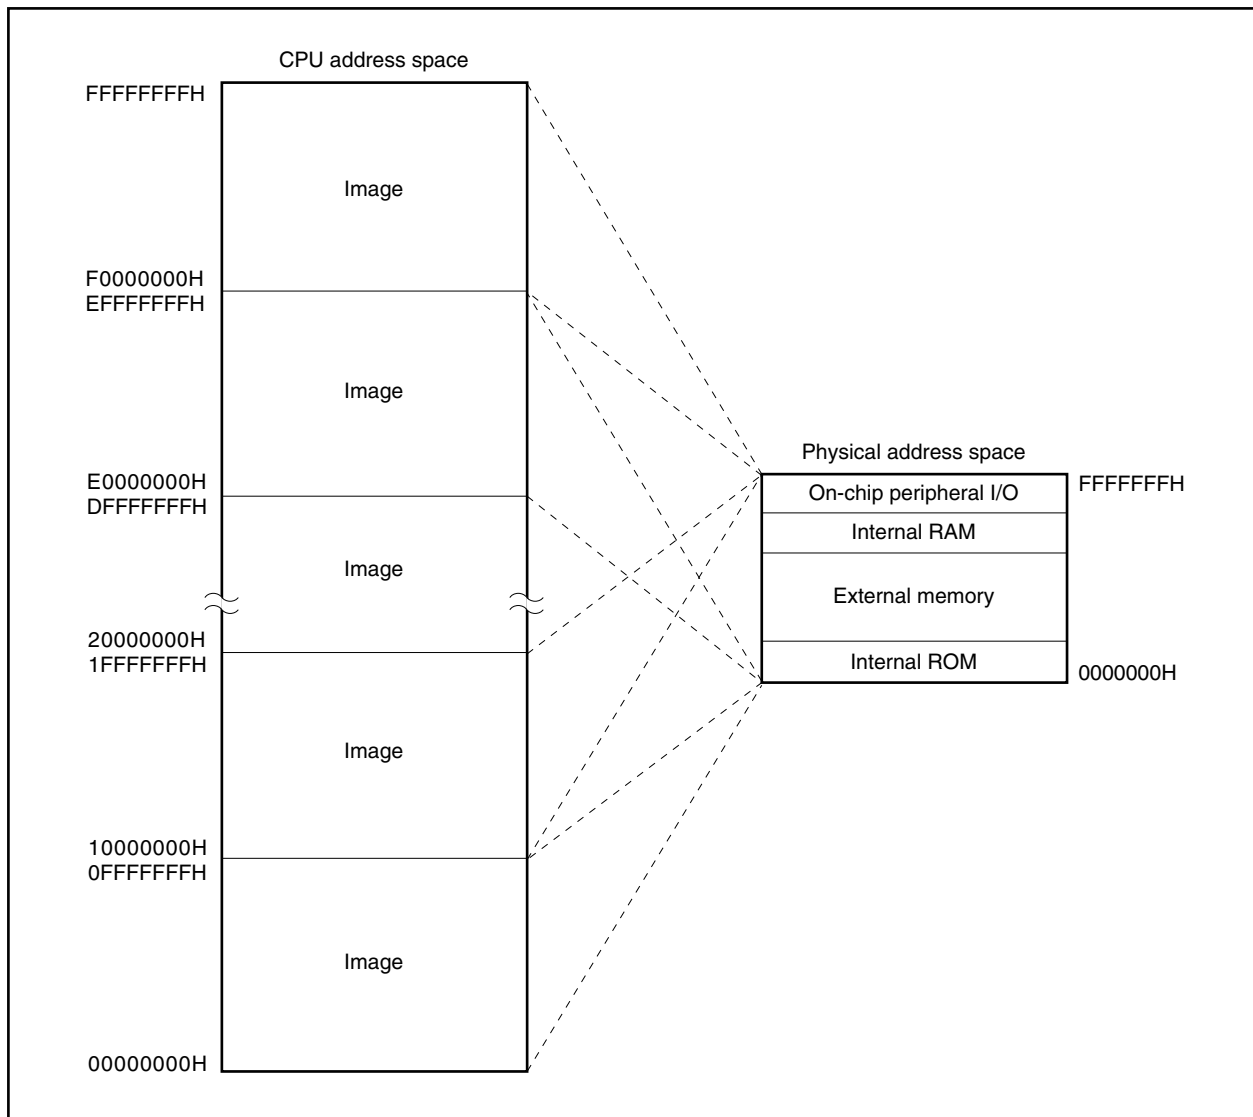 CPU address space
FFFFFFFFH
Image
F0000000H
EFFFFFFFH
Image
E0000000H
DFFFFFFFH
Image
20000000H
1FFFFFFFH
Image
10000000H
0FFFFFFFH
Image
00000000H
Physical address space
On-chip peripheral I/O
FFFFFFFH
Internal RAM
External memory
Internal ROM
0000000H